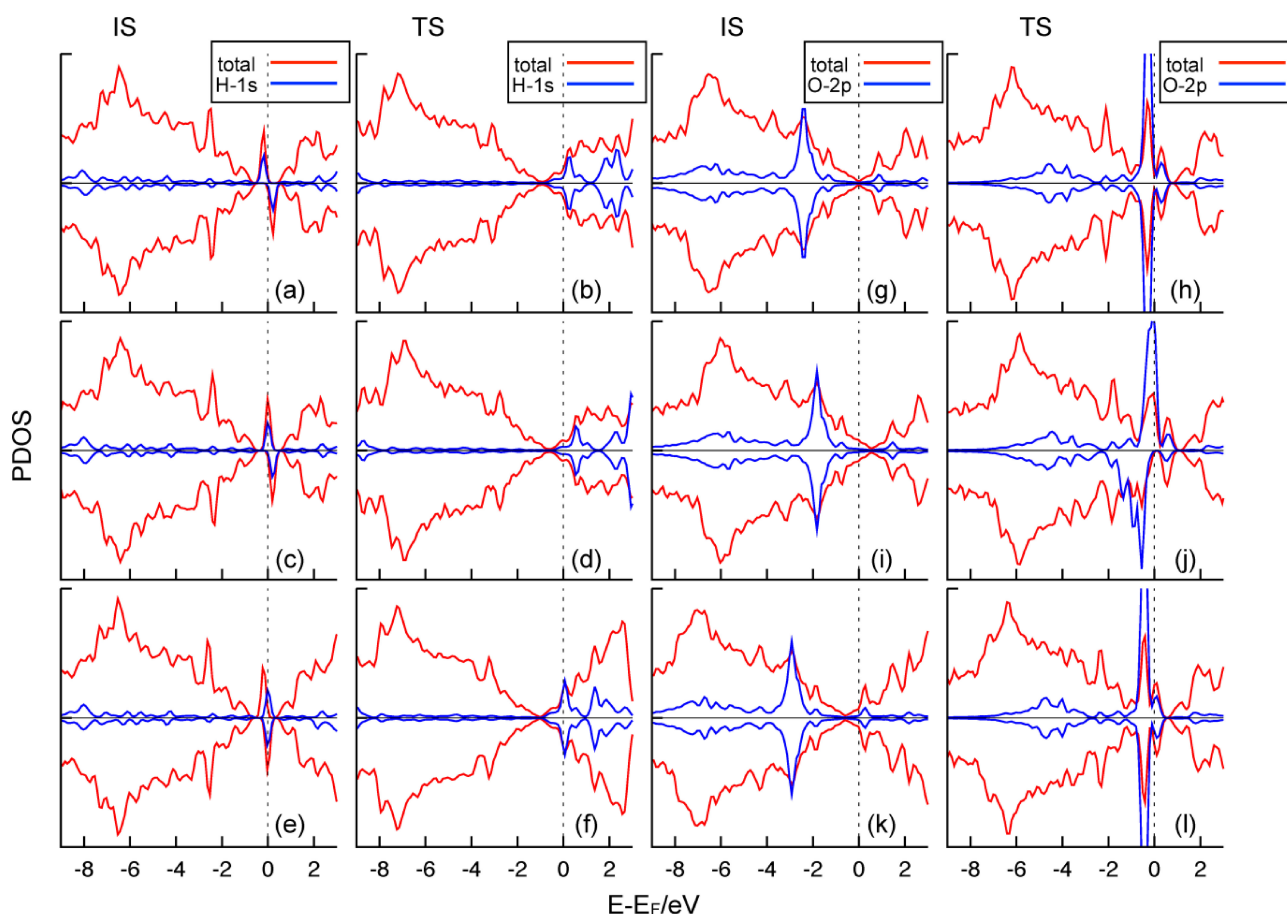 IS TS IS TS
total total total total
H-1s H-1s O-2p O-2p
(a) (b) (g) (h)
(c) (d) (i) (j)
PDOS
(e) (f) (k) (l)
-8 -6 -4 -2 0 2 -8 -6 -4 -2 0 2 -8 -6 -4 -2 0 2 -8 -6 -4 -2 0 2
E-EF/eV